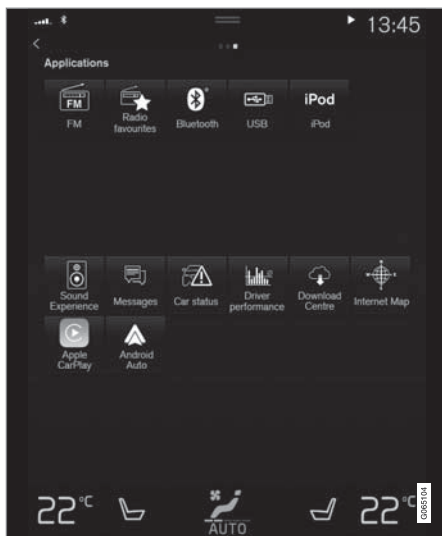 13:45
Applications
FM
FM
Radio
favourites
Bluetooth
USB
iPod
iPod
Sound
Experience
Messages
Car status
Driver
performance
Download
Centre
Internet Map
Apple
CarPlay
Android
Auto
22°C
AUTO
22°C
G065104